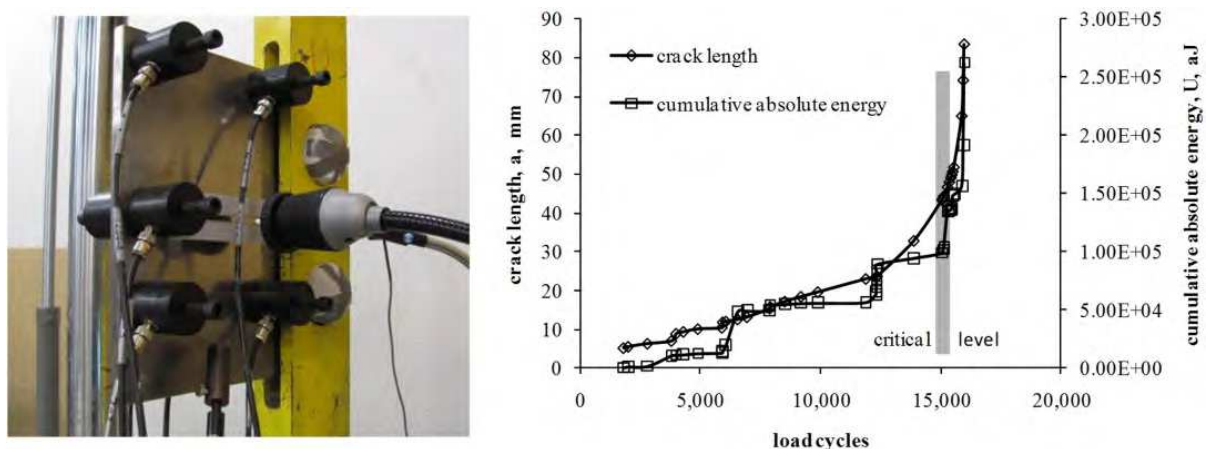 90
80
70
60
50
40
30
20
10
0
crack length, a, mm
crack length
cumulative absolute energy
critical level
3.00E+05
2.50E+05
2.00E+05
1.50E+05
1.00E+05
5.00E+04
0.00E+00
cumulative absolute energy, U, aJ
0 5,000 10,000 15,000 20,000
load cycles